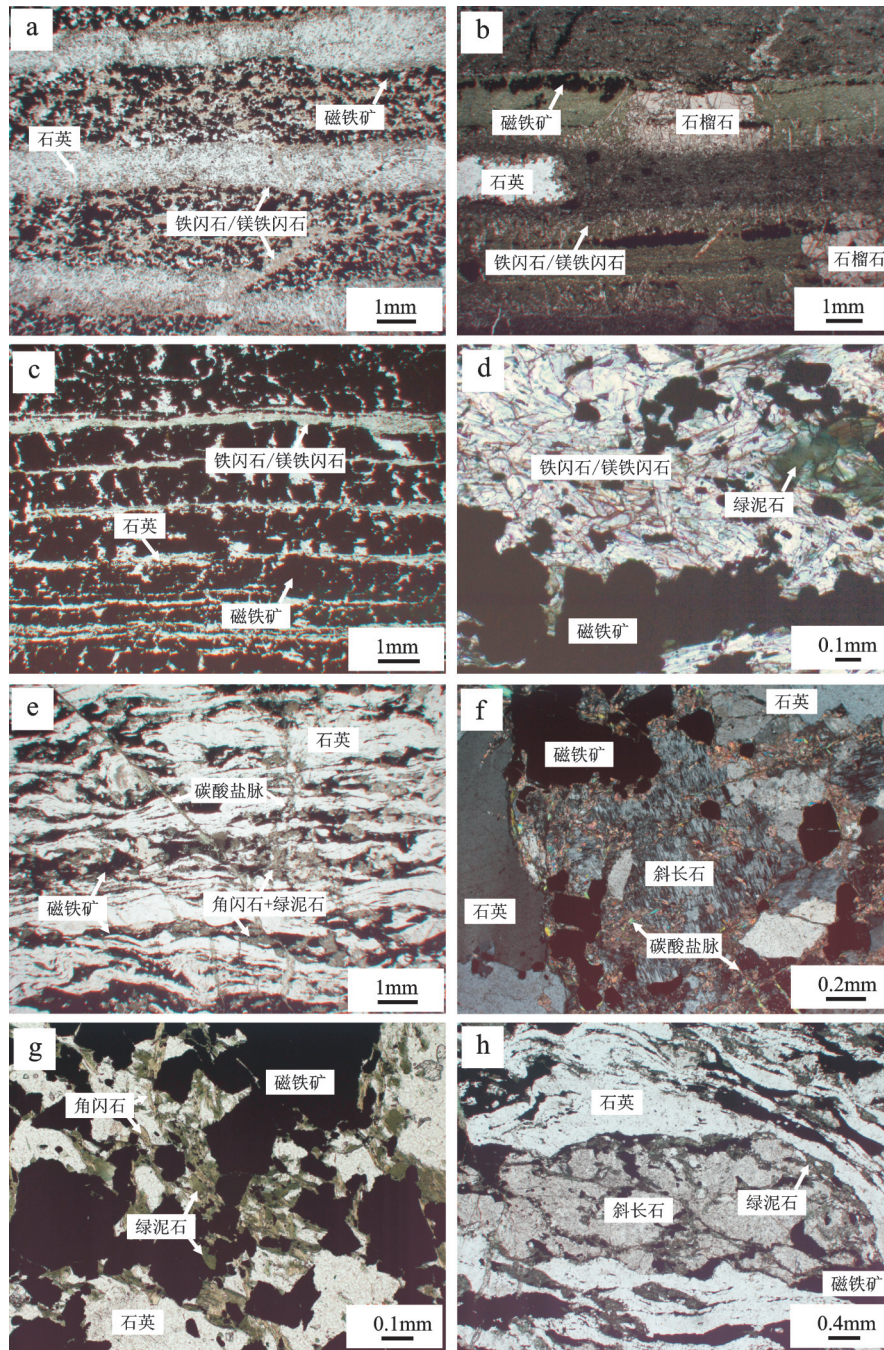 a
磁铁矿
石英
铁闪石/镁铁闪石
1mm
b
磁铁矿
石榴石
石英
铁闪石/镁铁闪石
石榴石
1mm
c
铁闪石/镁铁闪石
石英
磁铁矿
1mm
d
铁闪石/镁铁闪石
绿泥石
磁铁矿
0.1mm
e
石英
碳酸盐脉
磁铁矿
角闪石+绿泥石
1mm
f
石英
磁铁矿
斜长石
石英
碳酸盐脉
0.2mm
g
磁铁矿
角闪石
绿泥石
石英
0.1mm
h
石英
绿泥石
斜长石
磁铁矿
0.4mm